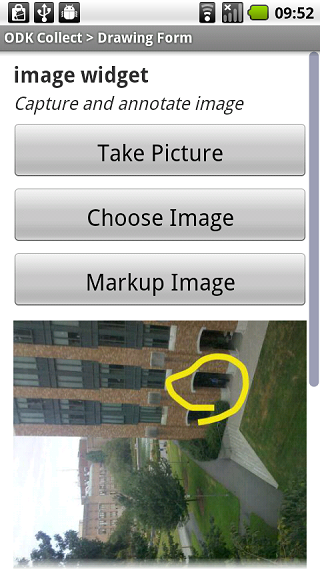 09:52
ODK Collect > Drawing Form
image widget
Capture and annotate image
Take Picture
Choose Image
Markup Image